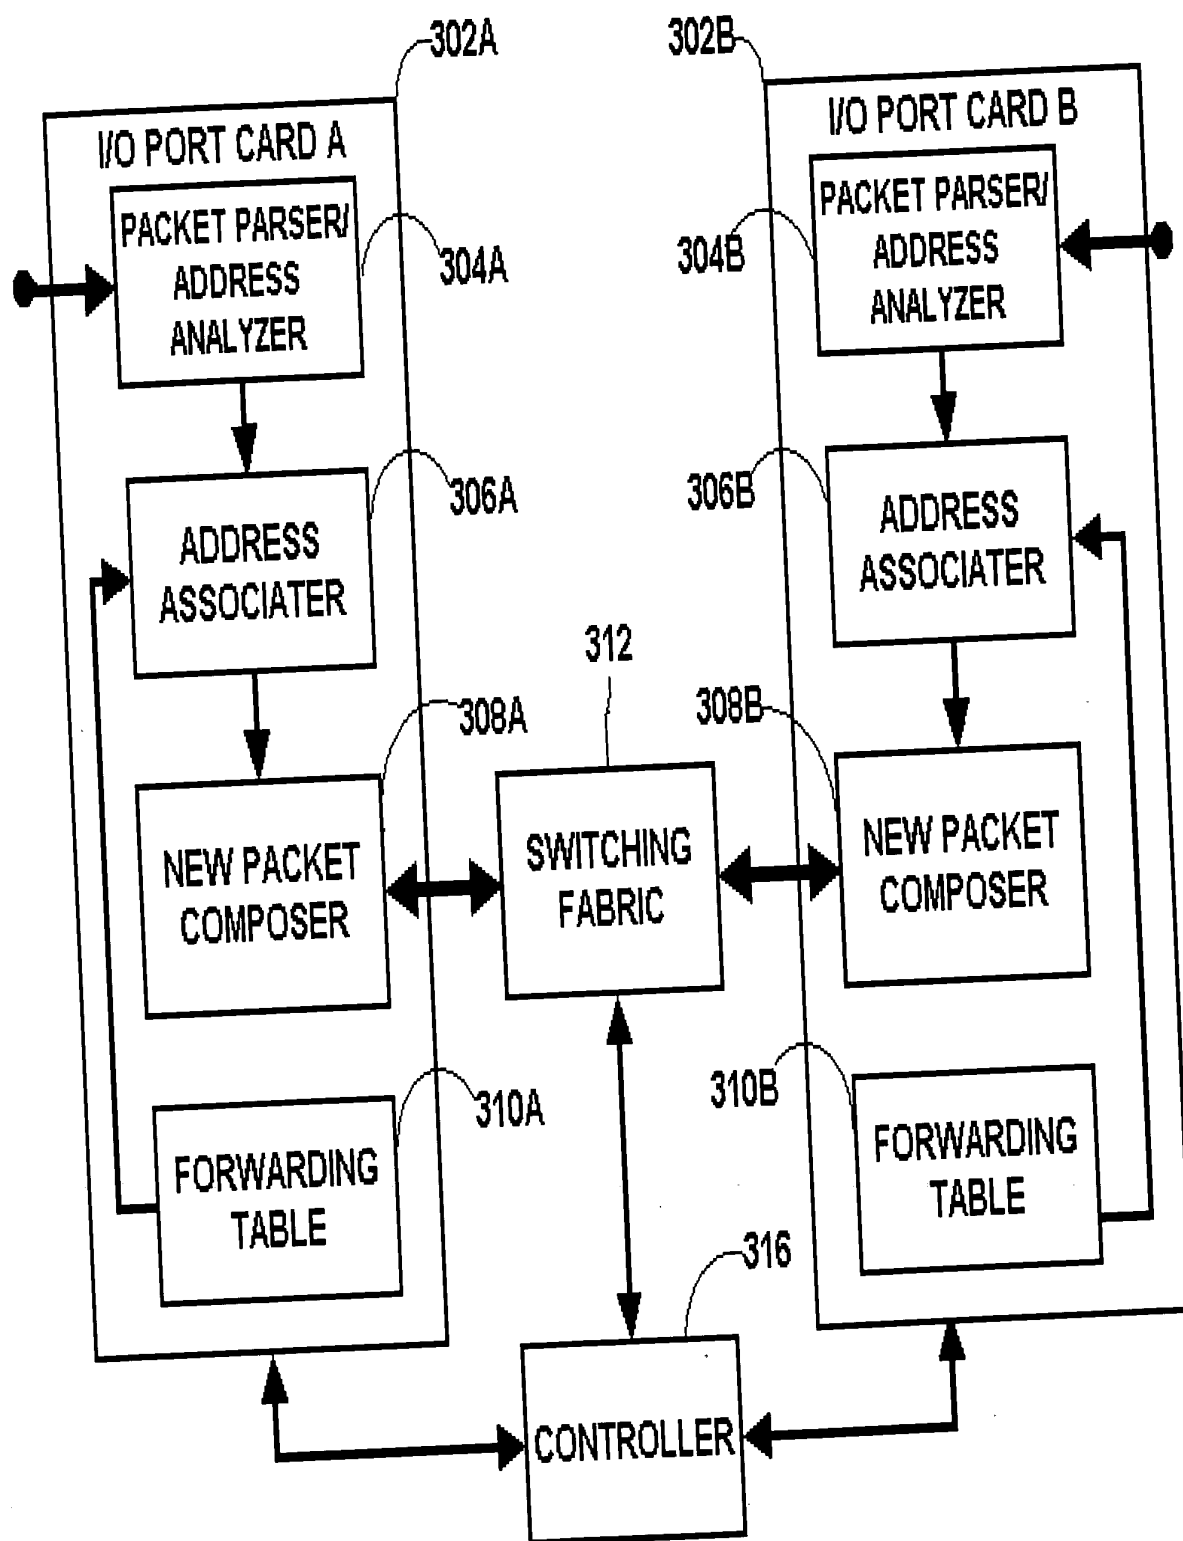 302A
302B
I/O PORT CARD A
I/O PORT CARD B
PACKET PARSER/
ADDRESS
ANALYZER
304A
304B
PACKET PARSER/
ADDRESS
ANALYZER
ADDRESS
ASSOCIATER
306A
306B
ADDRESS
ASSOCIATER
312
NEW PACKET
COMPOSER
308A
SWITCHING
FABRIC
308B
NEW PACKET
COMPOSER
FORWARDING
TABLE
310A
310B
FORWARDING
TABLE
316
CONTROLLER